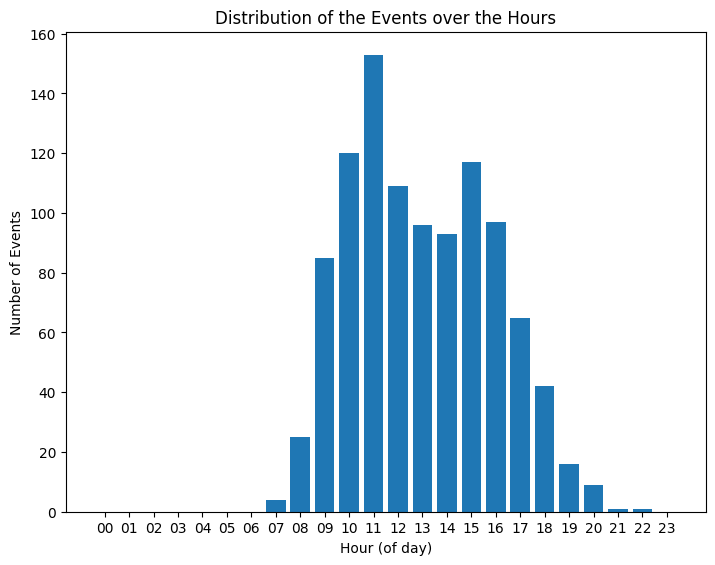 Distribution of the Events over the Hours
160
140
120
100
80
60
40
20
0
Number of Events
00 01 02 03 04 05 06 07 08 09 10 11 12 13 14 15 16 17 18 19 20 21 22 23
Hour (of day)